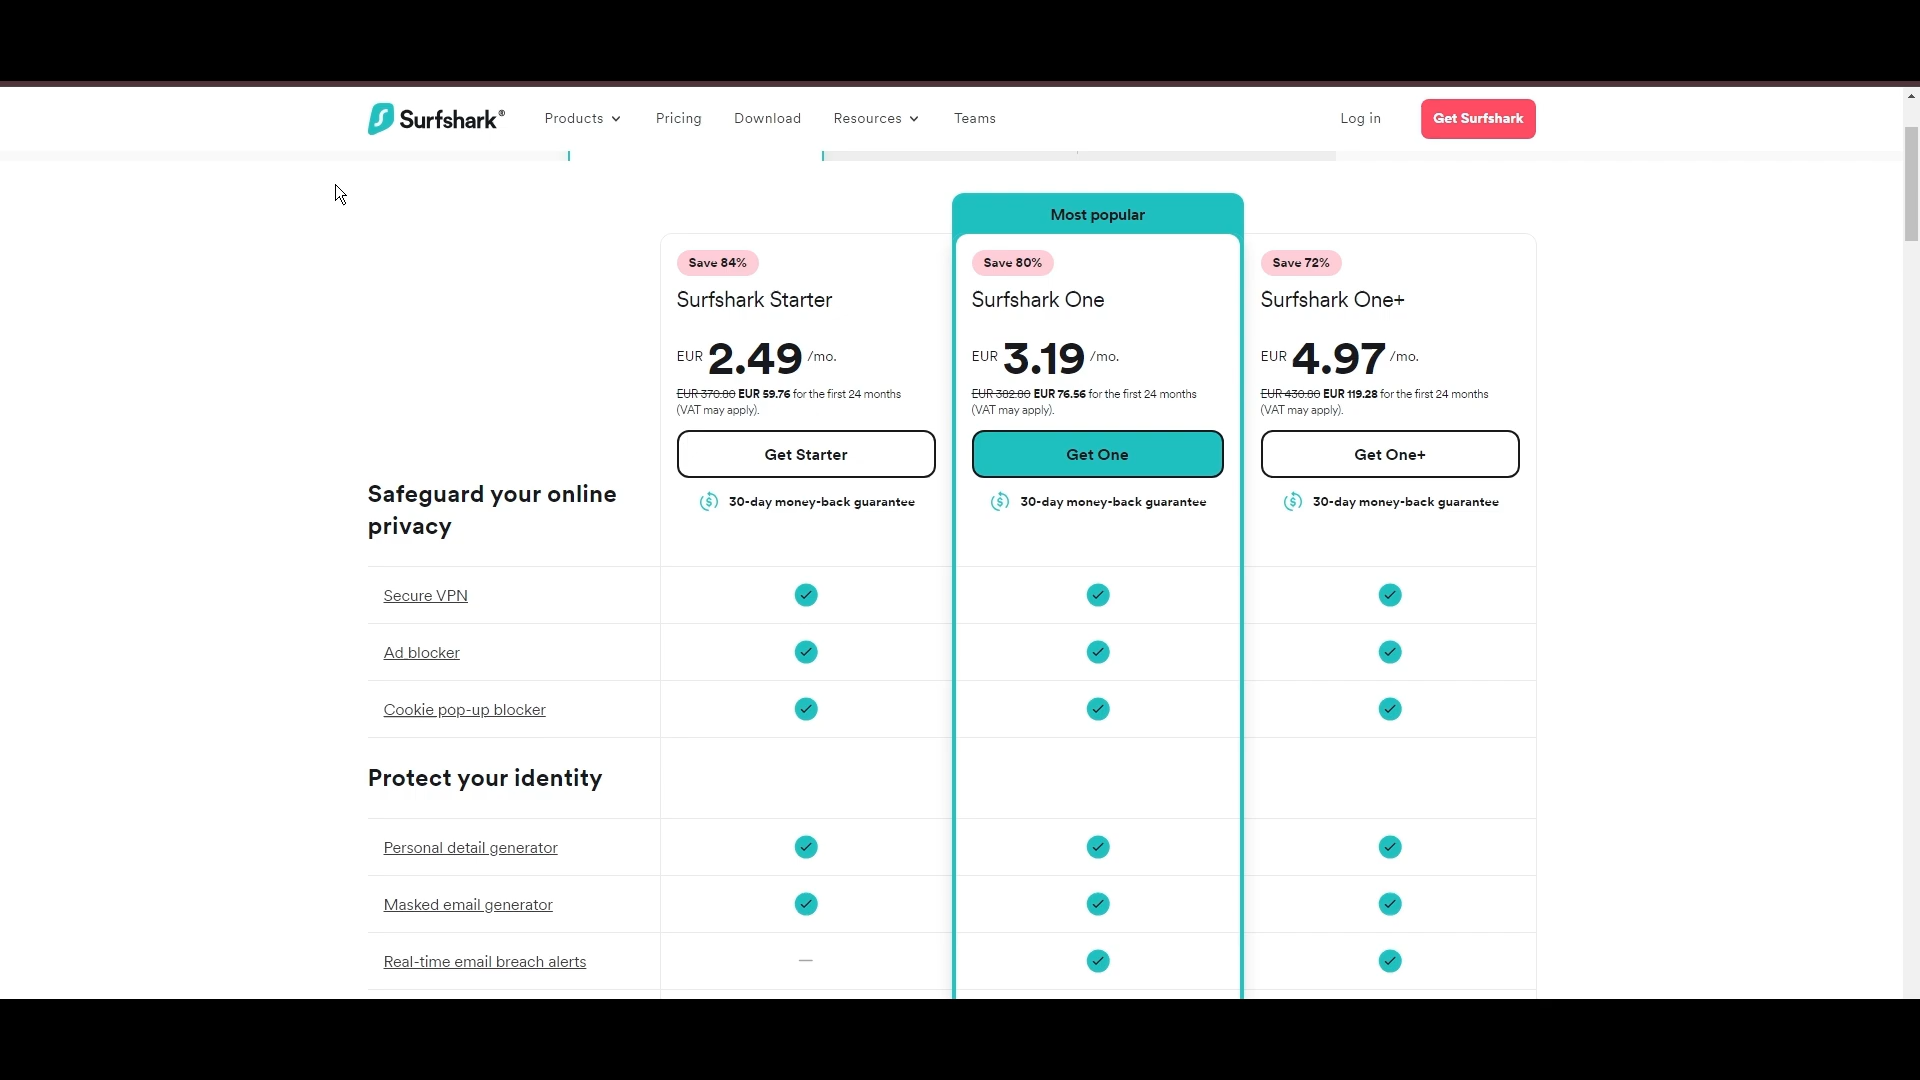 Surfshark®
Products
Pricing
Download
Resources
Teams
Log in
Get Surfshark
Most popular
Save 84%
Surfshark Starter
EUR 2.49 /mo.
EUR 370.80 EUR 59.76 for the first 24 months
(VAT may apply).
Get Starter
30-day money-back guarantee
Save 80%
Surfshark One
EUR 3.19 /mo.
EUR 382.80 EUR 76.56 for the first 24 months
(VAT may apply).
Get One
30-day money-back guarantee
Save 72%
Surfshark One+
EUR 4.97 /mo.
EUR 430.80 EUR 119.28 for the first 24 months
(VAT may apply).
Get One+
30-day money-back guarantee
Safeguard your online
privacy
Secure VPN
Ad blocker
Cookie pop-up blocker
Protect your identity
Personal detail generator
Masked email generator
Real-time email breach alerts